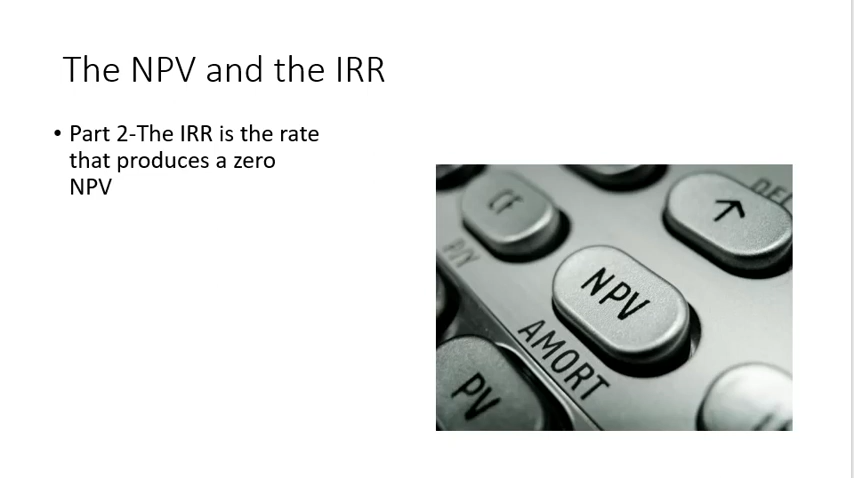 The NPV and the IRR
• Part 2-The IRR is the rate
that produces a zero
NPV
CF
DEL
↑
P/Y
NPV
AMORT
PV